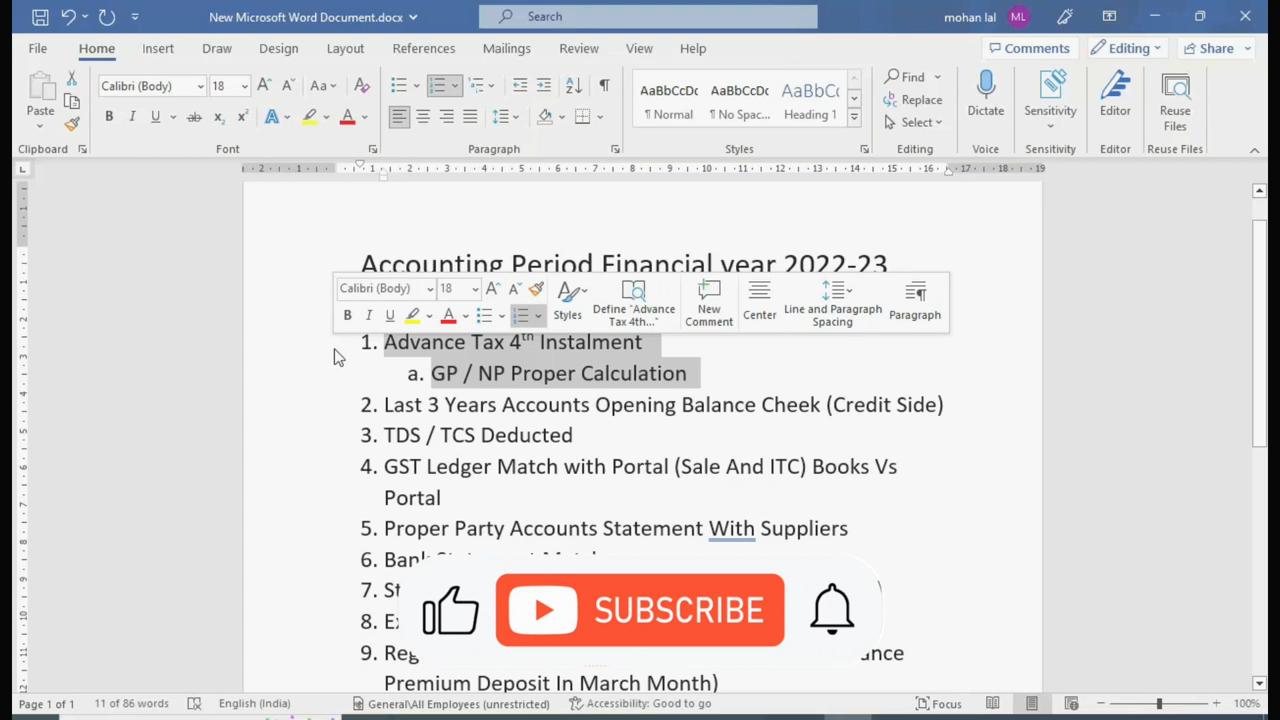 New Microsoft Word Document.docx
Search
mohan lal
ML
File Home Insert Draw Design Layout References Mailings Review View Help
Comments Editing Share
Paste
Calibri (Body) 18
Clipboard
Font
Paragraph
AaBbCcDc AaBbCcDc AaBbCc
¶ Normal ¶ No Spac... Heading 1
Styles
Find
Replace
Select
Editing
Dictate
Voice
Sensitivity
Sensitivity
Editor
Editor
Reuse
Files
Reuse Files
Accounting Period Financial year 2022-23
Calibri (Body) 18
Styles
Define "Advance
Tax 4th..."
New
Comment
Center
Line and Paragraph
Spacing
Paragraph
1. Advance Tax 4th Instalment
a. GP / NP Proper Calculation
2. Last 3 Years Accounts Opening Balance Cheek (Credit Side)
3. TDS / TCS Deducted
4. GST Ledger Match with Portal (Sale And ITC) Books Vs
Portal
5. Proper Party Accounts Statement With Suppliers
6.
7.
8.
9.
Premium Deposit In March Month)
SUBSCRIBE
Page 1 of 1 11 of 86 words English (India) General\All Employees (unrestricted) Accessibility: Good to go Focus 100%